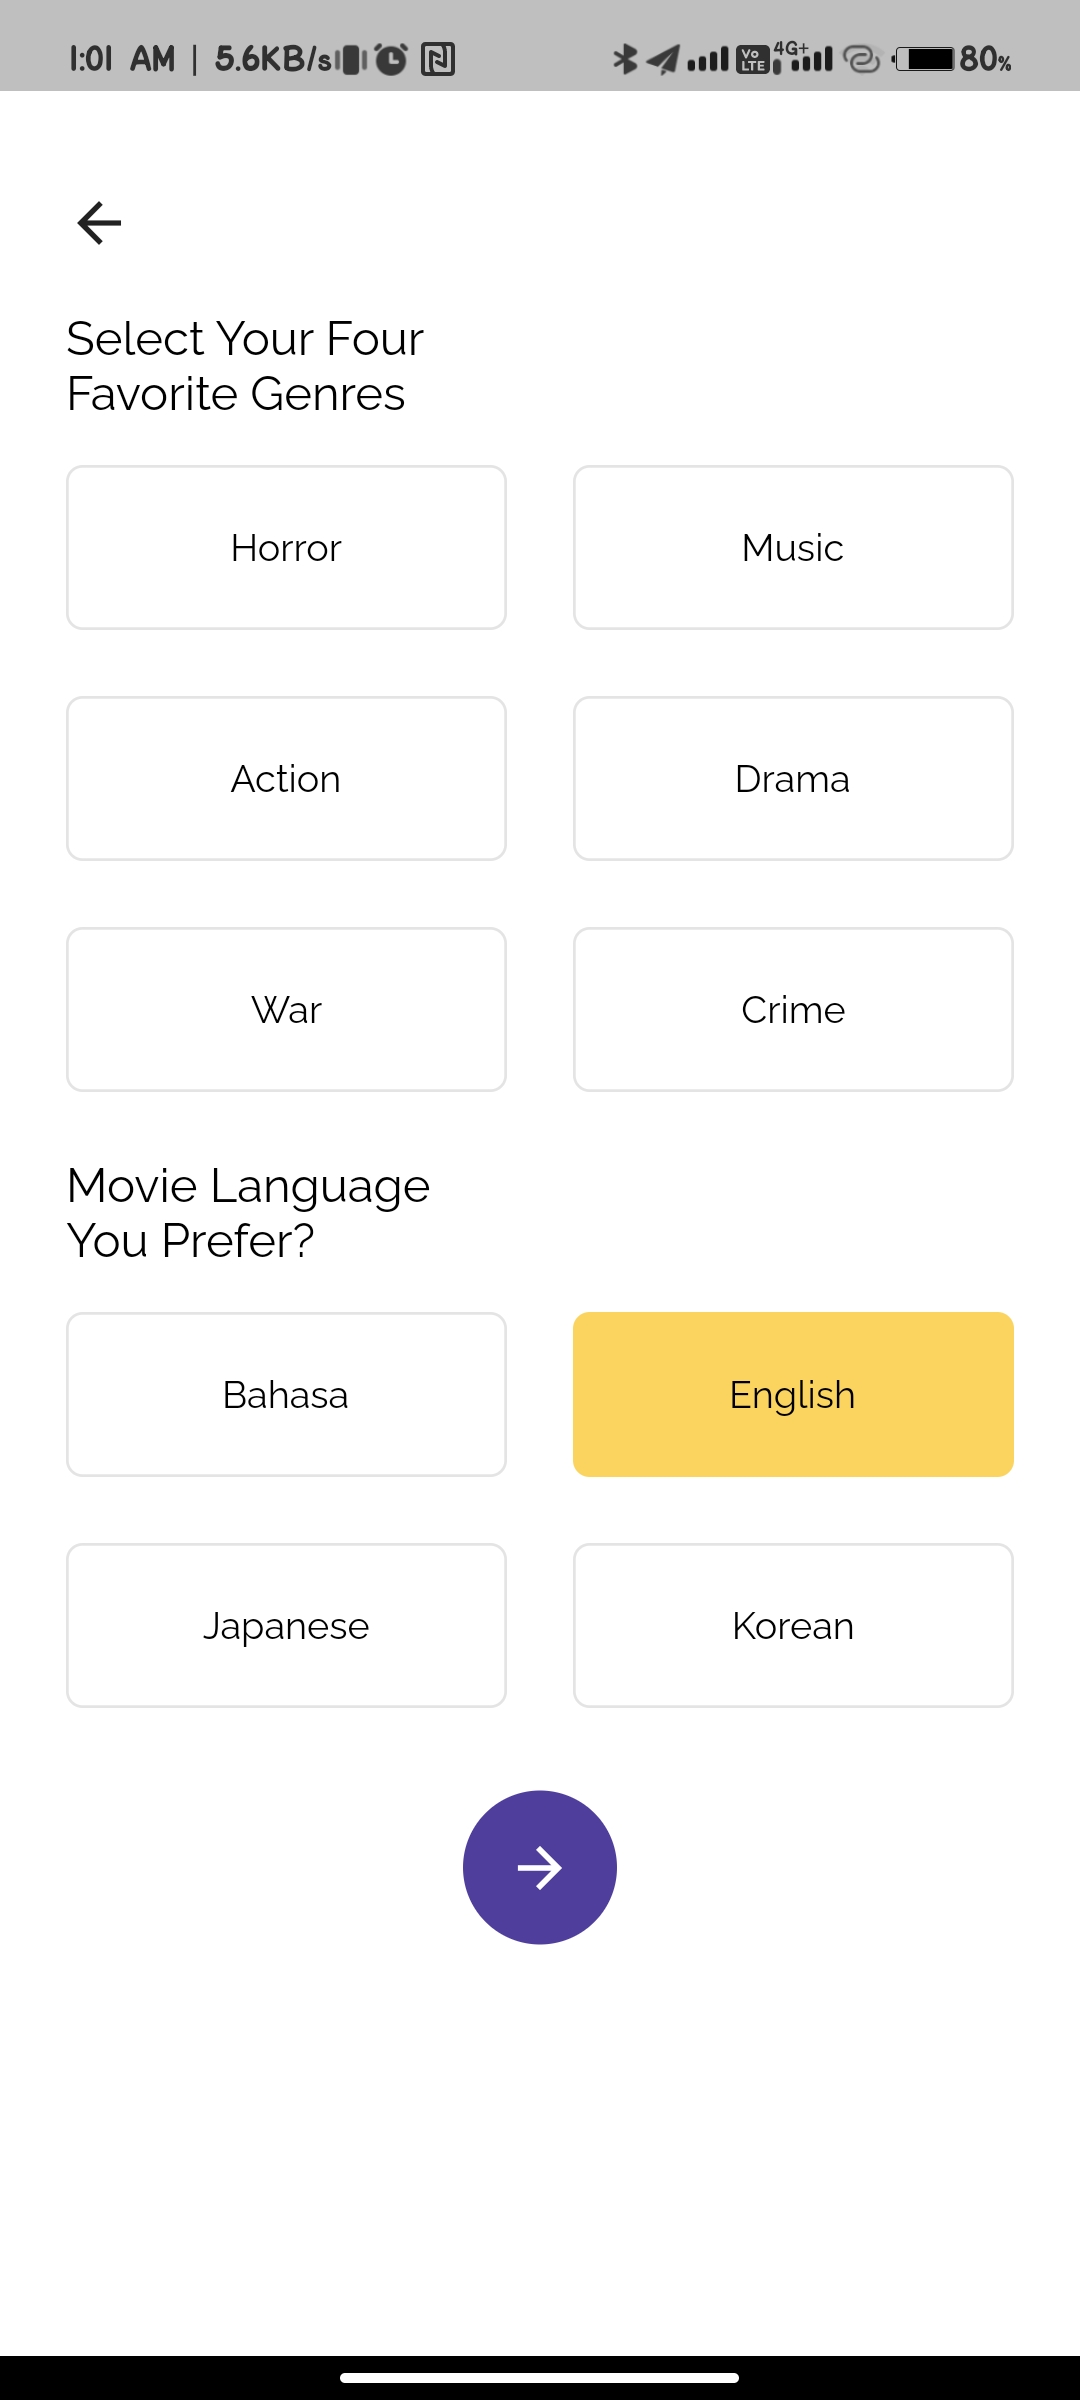 1:01 AM | 5.6KB/s Vo LTE 4G+ 80%
Select Your Four
Favorite Genres
Horror Music
Action Drama
War Crime
Movie Language
You Prefer?
Bahasa English
Japanese Korean